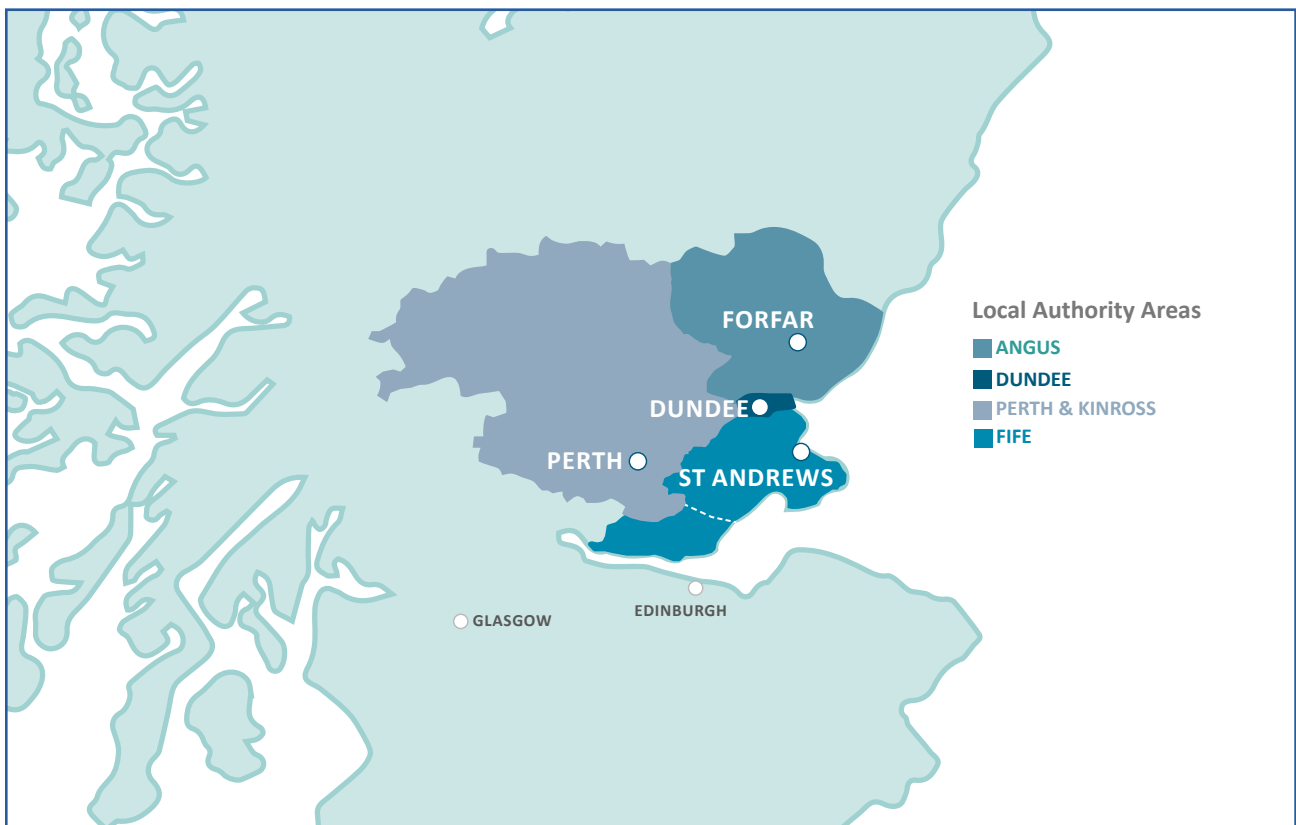 FORFAR
DUNDEE
PERTH
ST ANDREWS
EDINBURGH
GLASGOW
Local Authority Areas
ANGUS
DUNDEE
PERTH & KINROSS
FIFE